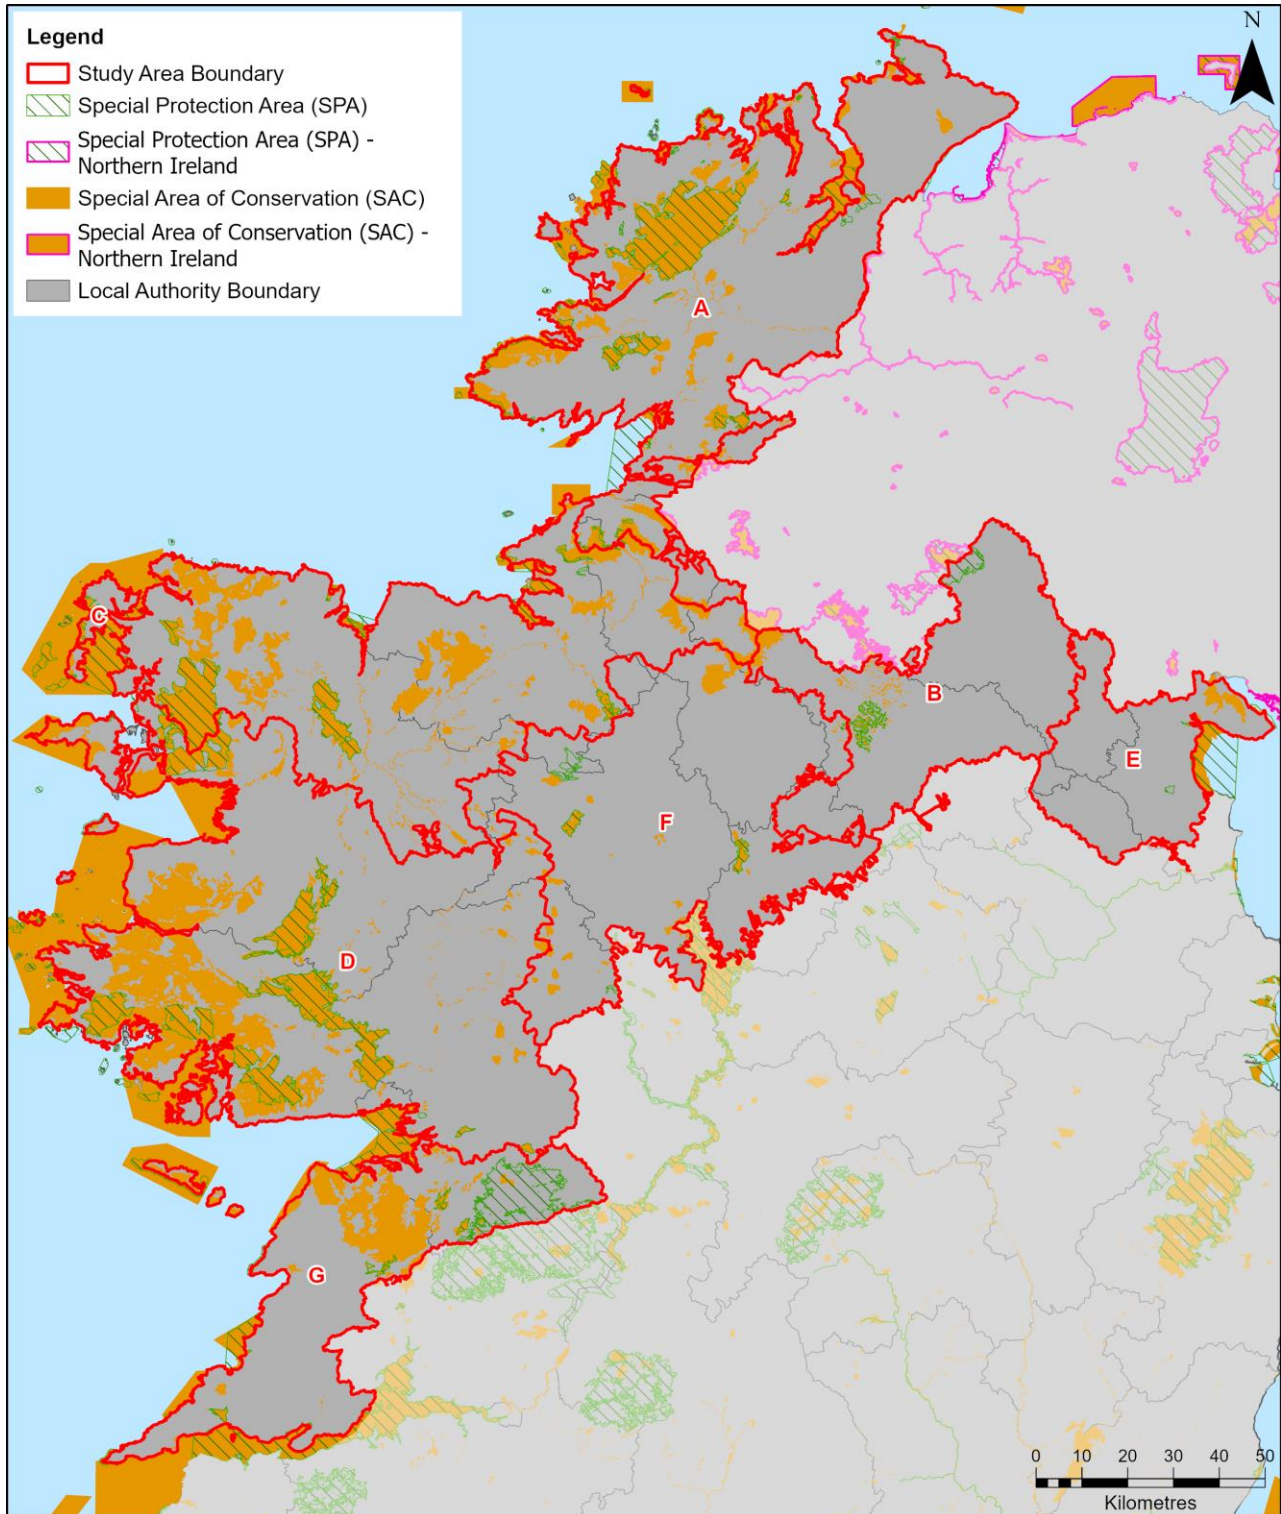 Legend
Study Area Boundary
Special Protection Area (SPA)
Special Protection Area (SPA) -
Northern Ireland
Special Area of Conservation (SAC)
Special Area of Conservation (SAC) -
Northern Ireland
Local Authority Boundary
N
A
C
B
E
F
D
G
0 10 20 30 40 50
Kilometres